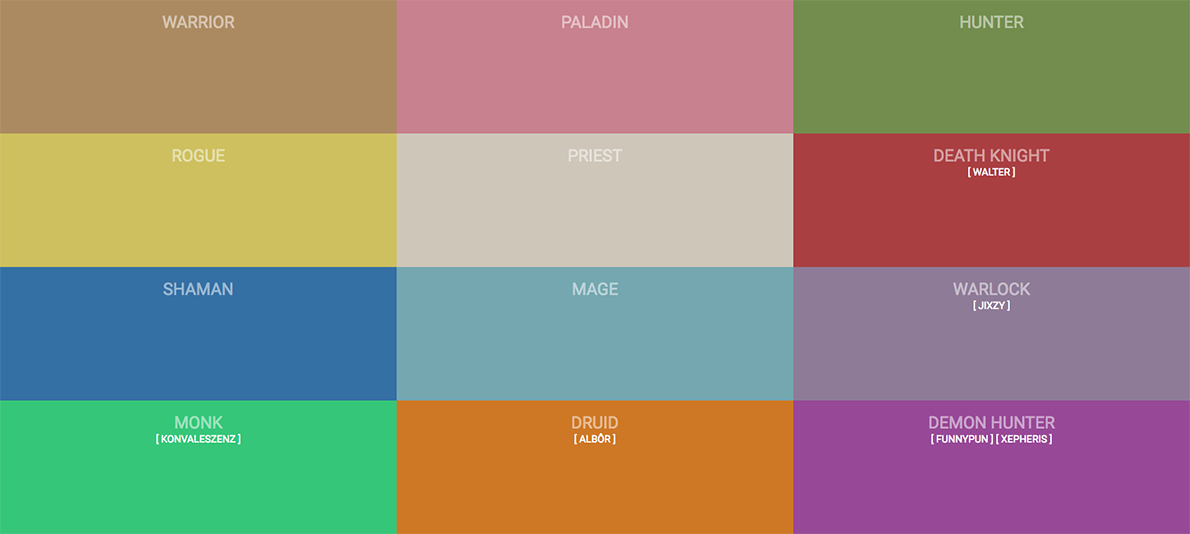 WARRIOR
PALADIN
HUNTER
ROGUE
PRIEST
DEATH KNIGHT
[ WALTER ]
SHAMAN
MAGE
WARLOCK
[ JIXZY ]
MONK
[ KONVALESZENZ ]
DRUID
[ ALBÔR ]
DEMON HUNTER
[ FUNNYPUN ] [ XEPHERIS ]